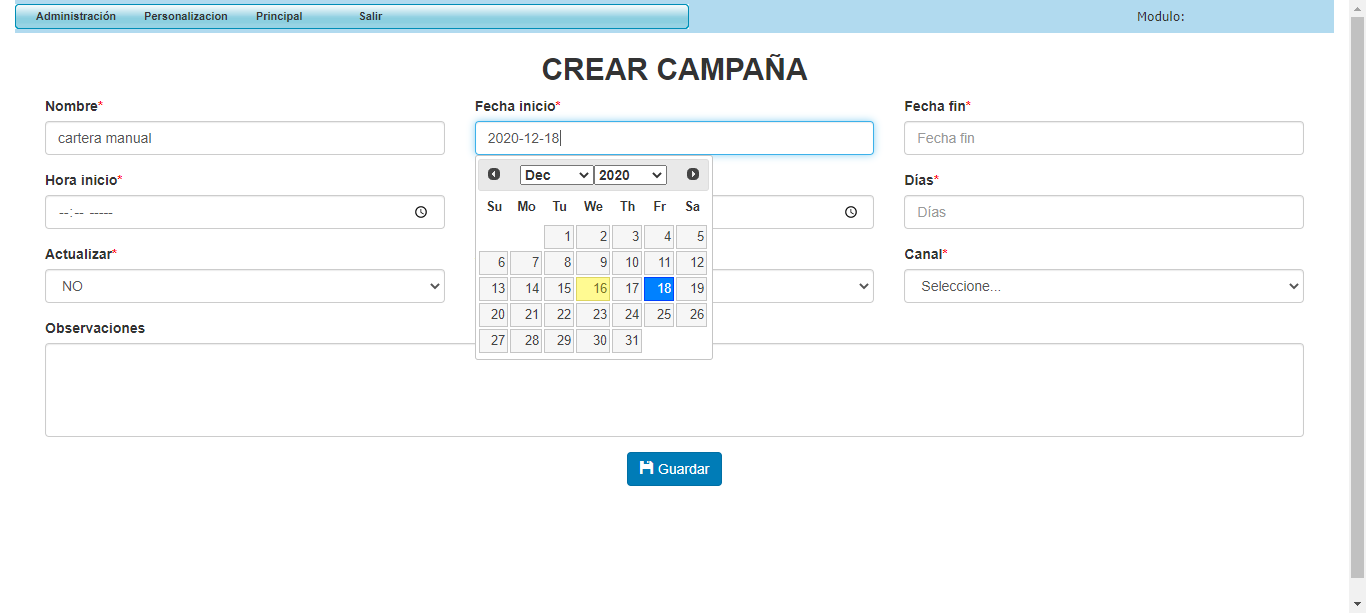 Administración Personalizacion Principal Salir Modulo:
CREAR CAMPAÑA
Nombre* Fecha inicio* Fecha fin*
cartera manual 2020-12-18 Fecha fin
Dec 2020
Hora inicio* Días*
--:-- ----- Días
Su Mo Tu We Th Fr Sa
1 2 3 4 5
Actualizar* Canal*
6 7 8 9 10 11 12
NO Seleccione...
13 14 15 16 17 18 19
20 21 22 23 24 25 26
Observaciones
27 28 29 30 31
Guardar